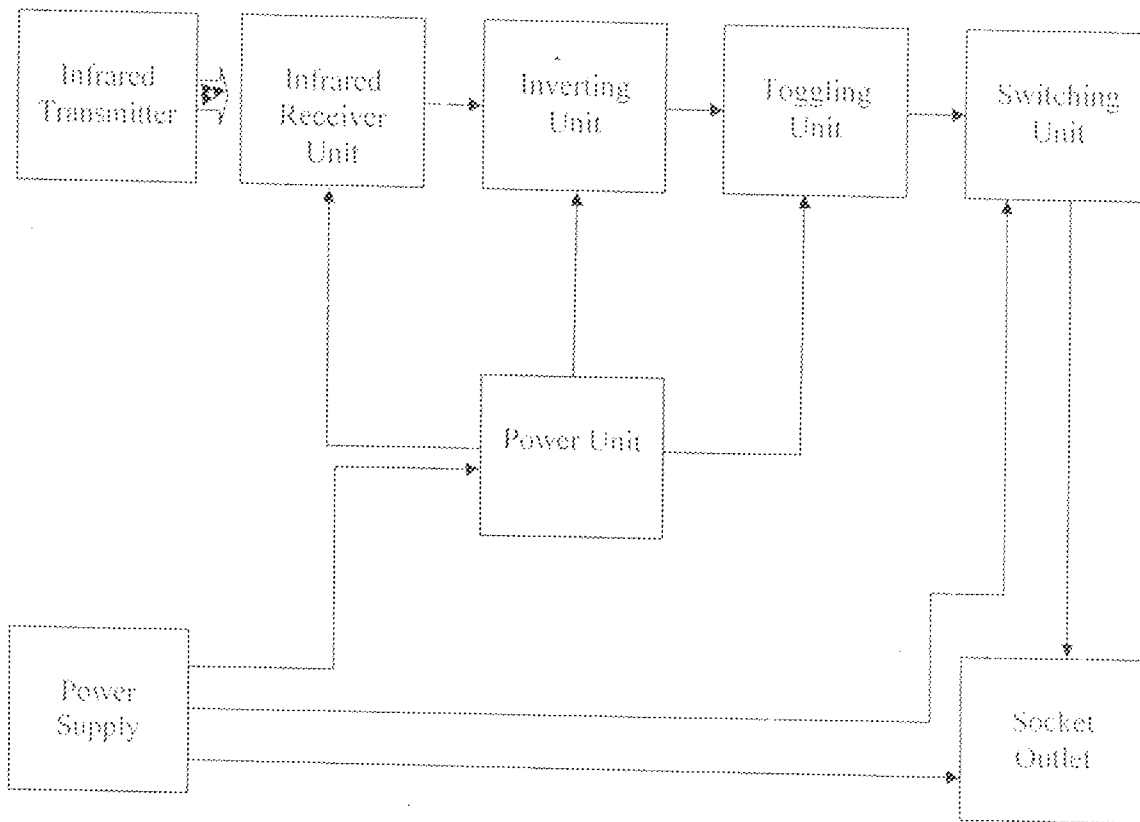 Infrared
Transmitter
Infrared
Receiver
Unit
Inverting
Unit
Toggling
Unit
Switching
Unit
Power Unit
Power
Supply
Socket
Outlet